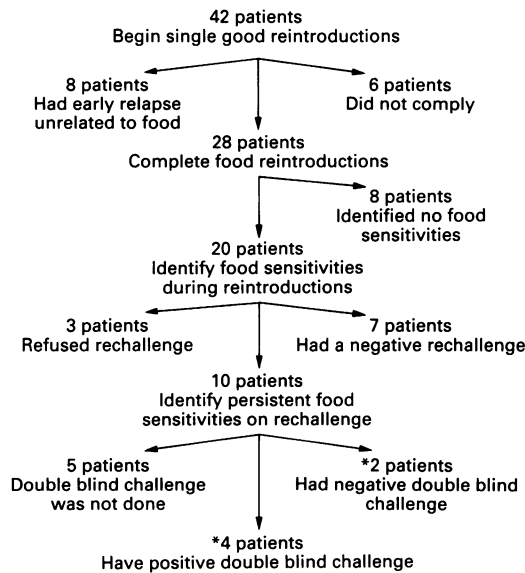 42 patients
Begin single good reintroductions
8 patients
Had early relapse
unrelated to food
6 patients
Did not comply
28 patients
Complete food reintroductions
8 patients
Identified no food
sensitivities
20 patients
Identify food sensitivities
during reintroductions
3 patients
Refused rechallenge
7 patients
Had a negative rechallenge
10 patients
Identify persistent food
sensitivities on rechallenge
5 patients
Double blind challenge
was not done
*2 patients
Had negative double blind
challenge
*4 patients
Have positive double blind challenge